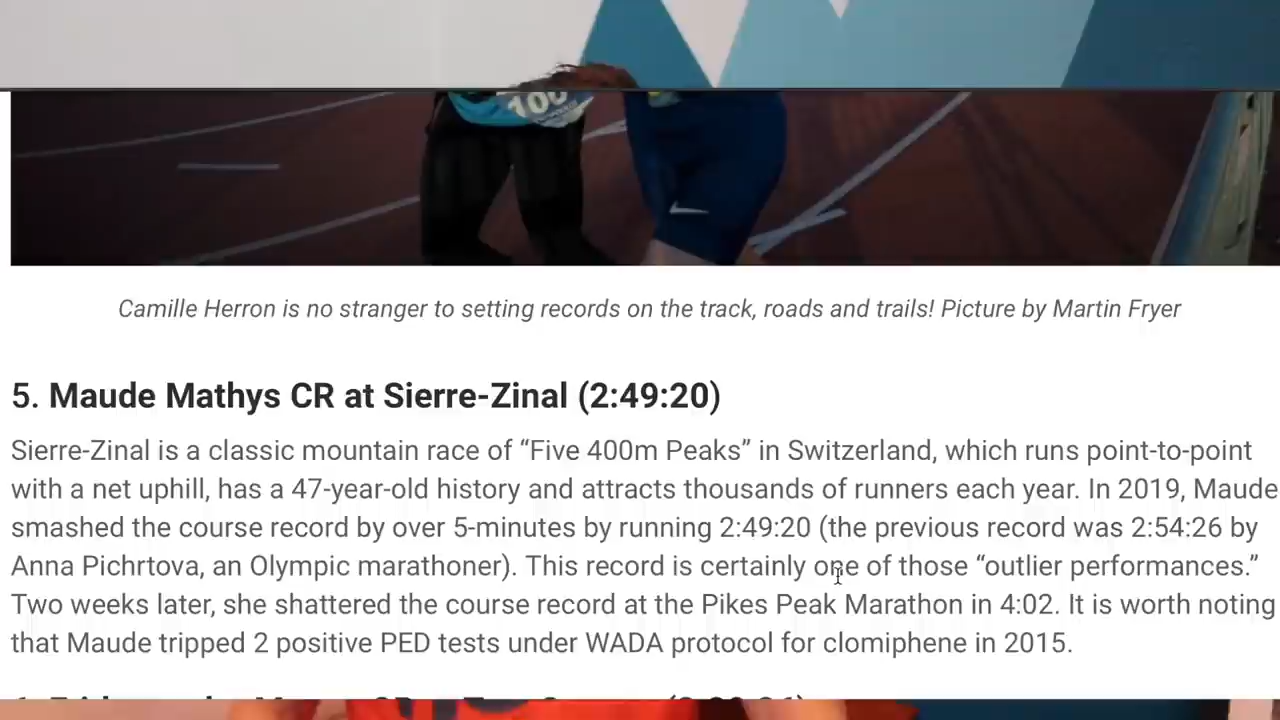 100
Camille Herron is no stranger to setting records on the track, roads and trails! Picture by Martin Fryer
5. Maude Mathys CR at Sierre-Zinal (2:49:20)
Sierre-Zinal is a classic mountain race of “Five 400m Peaks” in Switzerland, which runs point-to-point
with a net uphill, has a 47-year-old history and attracts thousands of runners each year. In 2019, Maude
smashed the course record by over 5-minutes by running 2:49:20 (the previous record was 2:54:26 by
Anna Pichrtova, an Olympic marathoner). This record is certainly one of those “outlier performances.”
Two weeks later, she shattered the course record at the Pikes Peak Marathon in 4:02. It is worth noting
that Maude tripped 2 positive PED tests under WADA protocol for clomiphene in 2015.